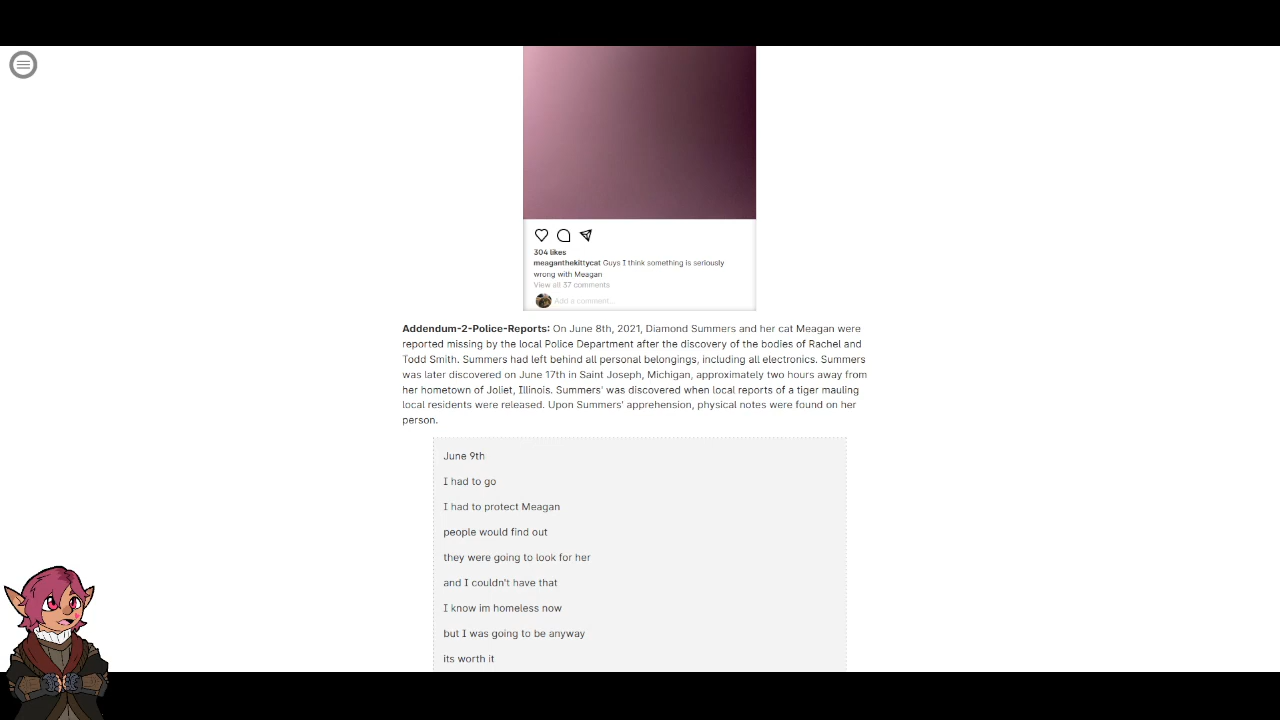 304 likes
meaganthekittycat Guys I think something is seriously
wrong with Meagan
View all 37 comments
Add a comment...
Addendum-2-Police-Reports: On June 8th, 2021, Diamond Summers and her cat Meagan were
reported missing by the local Police Department after the discovery of the bodies of Rachel and
Todd Smith. Summers had left behind all personal belongings, including all electronics. Summers
was later discovered on June 17th in Saint Joseph, Michigan, approximately two hours away from
her hometown of Joliet, Illinois. Summers' was discovered when local reports of a tiger mauling
local residents were released. Upon Summers' apprehension, physical notes were found on her
person.
June 9th
I had to go
I had to protect Meagan
people would find out
they were going to look for her
and I couldn't have that
I know im homeless now
but I was going to be anyway
its worth it